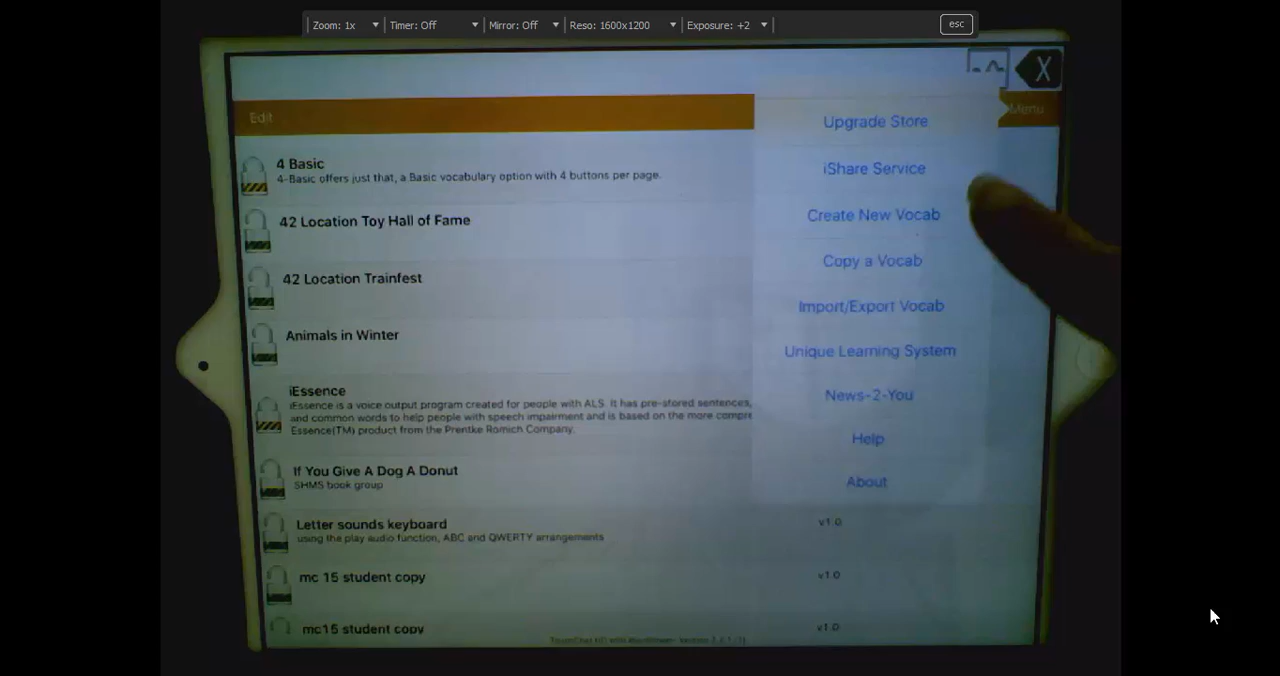 Zoom: 1x
Timer: Off
Mirror: Off
Reso: 1600x1200
Exposure: +2
esc
X
Edit
Menu
Upgrade Store
iShare Service
Create New Vocab
Copy a Vocab
Import/Export Vocab
Unique Learning System
News-2-You
Help
About
4 Basic
4-Basic offers just that, a Basic vocabulary option with 4 buttons per page.
42 Location Toy Hall of Fame
42 Location Trainfest
Animals in Winter
iEssence
iEssence is a voice output program created for people with ALS. It has pre-stored sentences,
and common words to help people with speech impairment and is based on the more compre
Essence(TM) product from the Prentke Romich Company.
If You Give A Dog A Donut
SHMS book group
Letter sounds keyboard
v1.0
using the play audio function, ABC and QWERTY arrangements
mc 15 student copy
v1.0
mc15 student copy
v1.0
TouchChat HD with WordPower